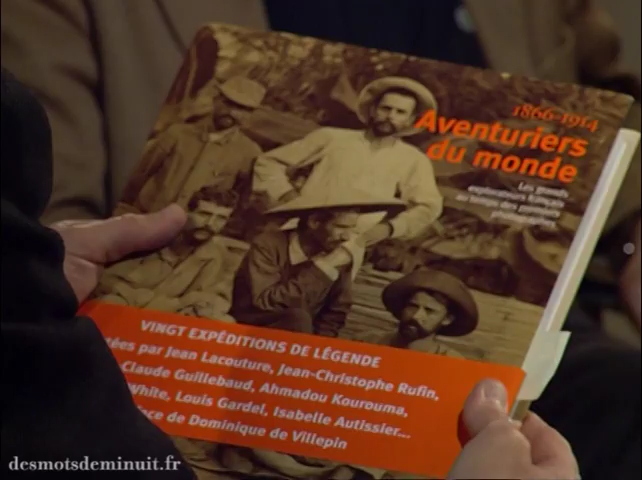 1866-1914
Aventuriers
du monde
Les grands
explorateurs français
au temps des premiers
photographes
VINGT EXPÉDITIONS DE LÉGENDE
par Jean Lacouture, Jean-Christophe Rufin,
Claude Guillebaud, Ahmadou Kourouma,
White, Louis Gardel, Isabelle Autissier...
de Dominique de Villepin
desmotsdeminuit.fr